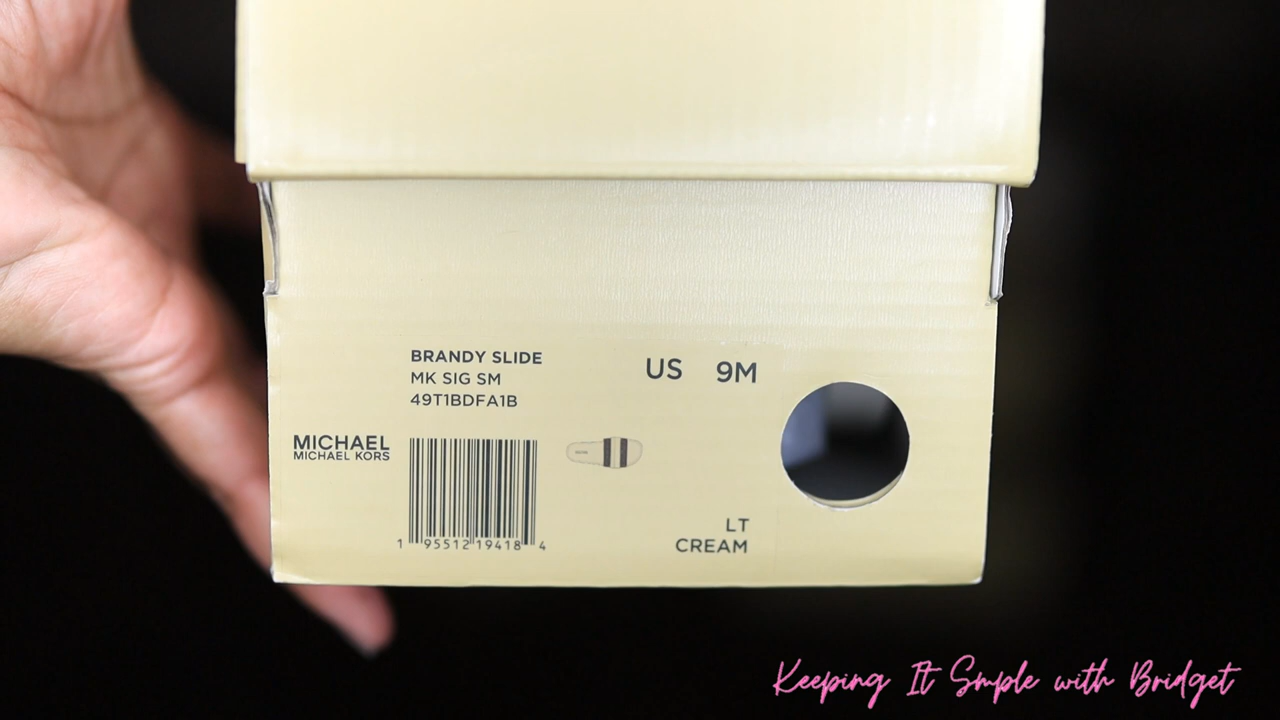 BRANDY SLIDE
MK SIG SM
49T1BDFA1B
US 9M
MICHAEL
MICHAEL KORS
1 95512 19418 4
LT
CREAM
Keeping It Smple with Bridget